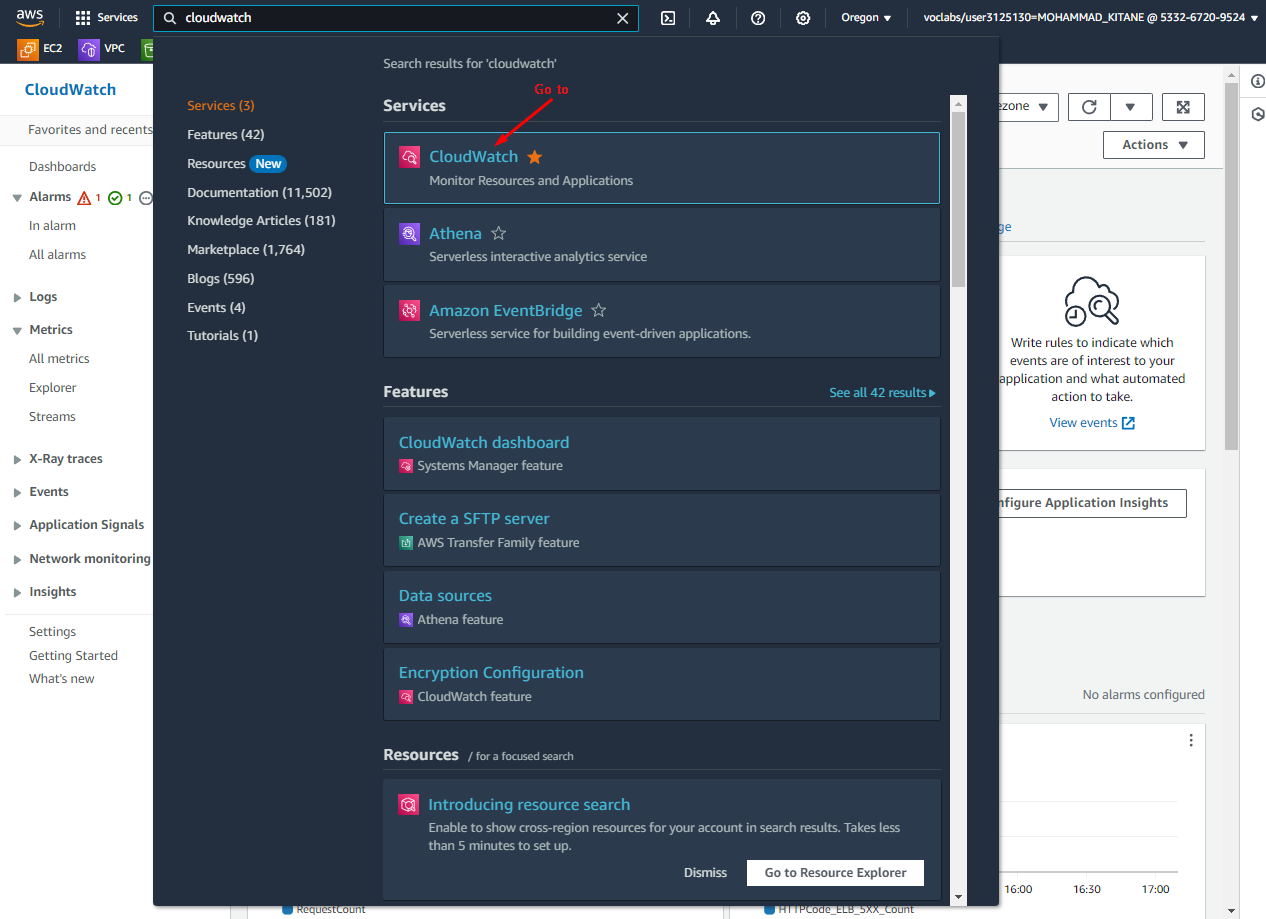 aws
Services
cloudwatch
Oregon
voclabs/user3125130=MOHAMMAD_KITANE @ 5332-6720-9524
EC2
VPC
CloudWatch
Favorites and recents
Dashboards
Alarms 1 1
In alarm
All alarms
Logs
Metrics
All metrics
Explorer
Streams
X-Ray traces
Events
Application Signals
Network monitoring
Insights
Settings
Getting Started
What's new
Search results for 'cloudwatch'
Services (3)
Features (42)
Resources New
Documentation (11,502)
Knowledge Articles (181)
Marketplace (1,764)
Blogs (596)
Events (4)
Tutorials (1)
Go to
Services
CloudWatch
Monitor Resources and Applications
Athena
Serverless interactive analytics service
Amazon EventBridge
Serverless service for building event-driven applications.
Features
See all 42 results
CloudWatch dashboard
Systems Manager feature
Create a SFTP server
AWS Transfer Family feature
Data sources
Athena feature
Encryption Configuration
CloudWatch feature
Resources / for a focused search
Introducing resource search
Enable to show cross-region resources for your account in search results. Takes less
than 5 minutes to set up.
Dismiss
Go to Resource Explorer
ezone
Actions
ge
Write rules to indicate which
events are of interest to your
application and what automated
action to take.
View events
nfigure Application Insights
No alarms configured
16:00
16:30
17:00
RequestCount
HTTPCode_ELB_5XX_Count